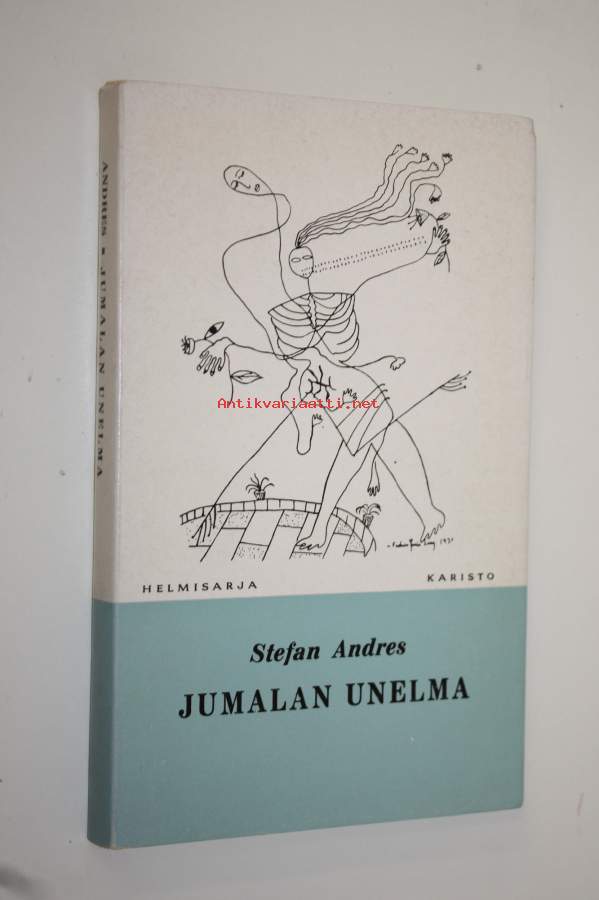 ANDRES * JUMALAN UNELMA
Antikvariaatti.net
HELMISARJA KARISTO
Stefan Andres
JUMALAN UNELMA